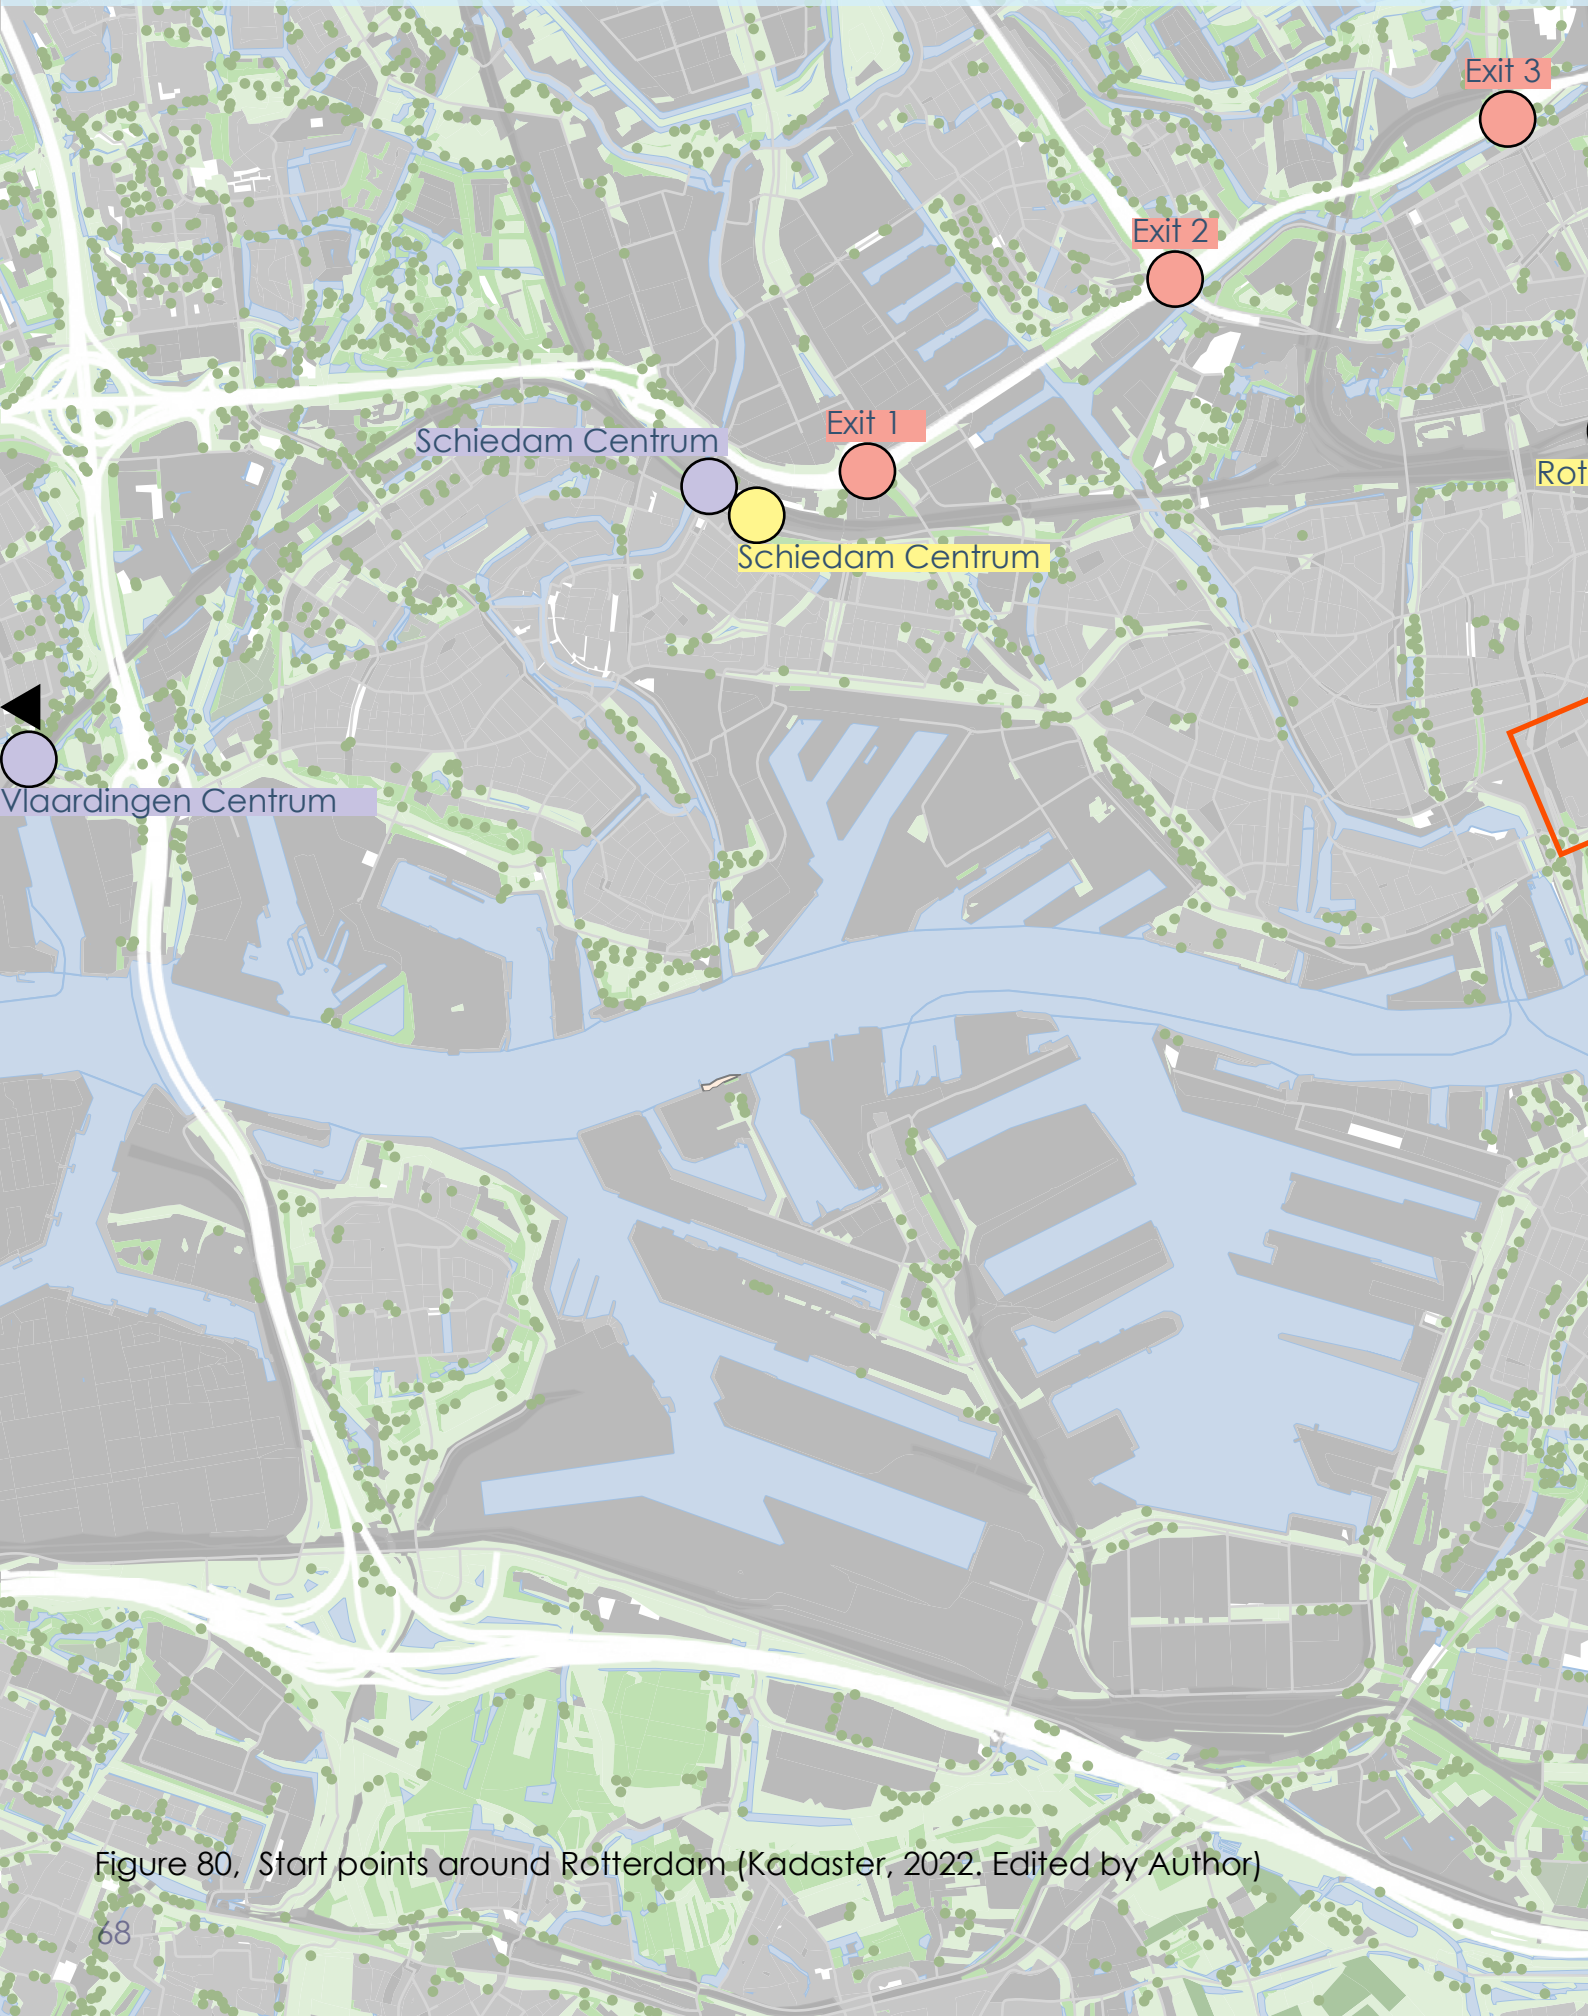 Exit 3
Exit 2
Exit 1
Schiedam Centrum
Rot
Schiedam Centrum
Vlaardingen Centrum
Figure 80,  Start points around Rotterdam (Kadaster, 2022. Edited by Author)
68